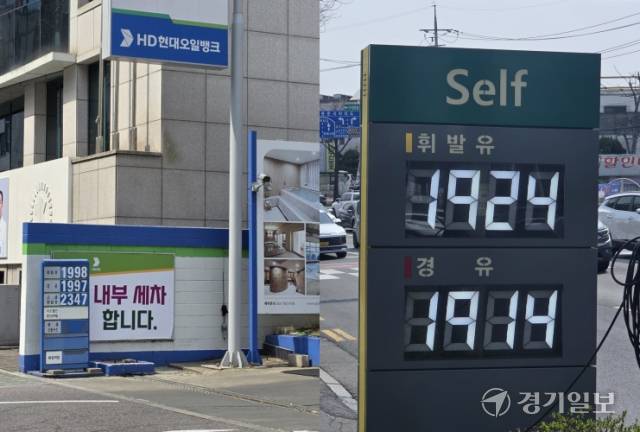 HD현대오일뱅크
1998
1997
2347
내부 세차
합니다.
Self
휘발유
1924
경유
1914
경기일보